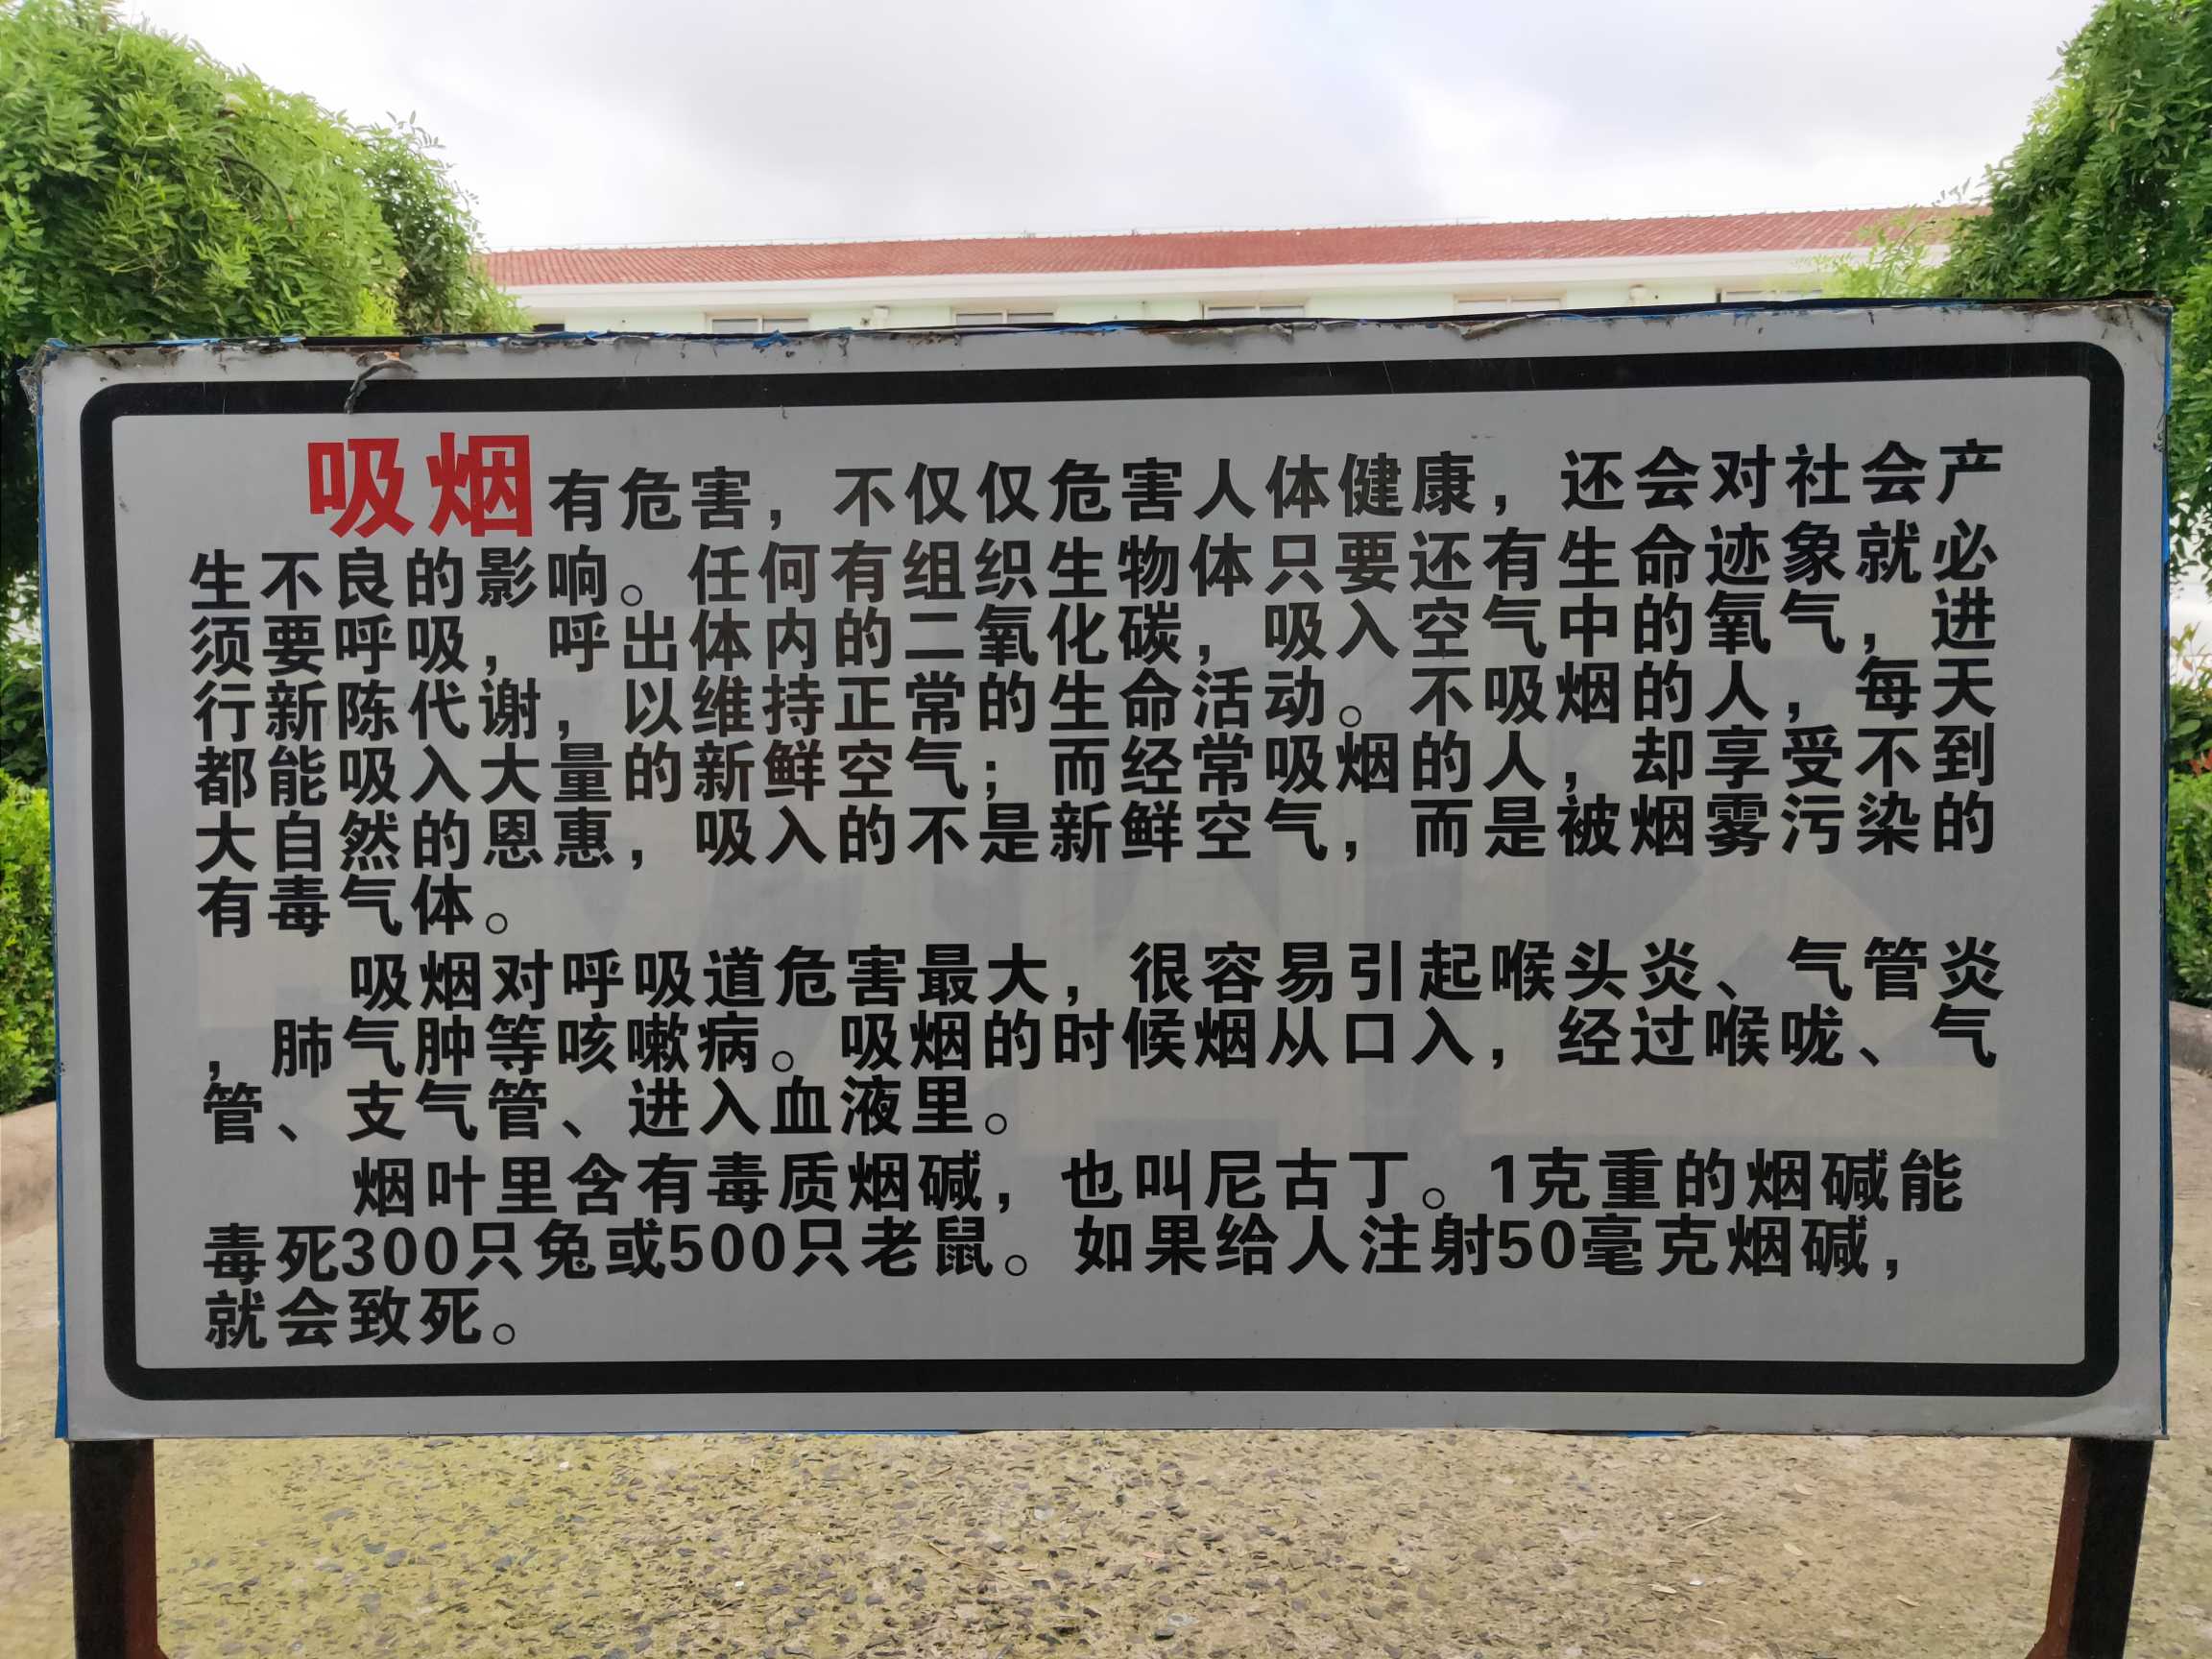 吸烟有危害，不仅仅危害人体健康，还会对社会产
生不良的影响。任何有组织生物体只要还有生命迹象就必
须要呼吸，呼出体内的二氧化碳，吸入空气中的氧气，进
行新陈代谢，以维持正常的生命活动。不吸烟的人，每天
都能吸入大量的新鲜空气；而经常吸烟的人，却享受不到
大自然的恩惠，吸入的不是新鲜空气，而是被烟雾污染的
有毒气体。
吸烟对呼吸道危害最大，很容易引起喉头炎、气管炎
，肺气肿等咳嗽病。吸烟的时候烟从口入，经过喉咙、气
管、支气管、进入血液里。
烟叶里含有毒质烟碱，也叫尼古丁。1克重的烟碱能
毒死300只兔或500只老鼠。如果给人注射50毫克烟碱，
就会致死。